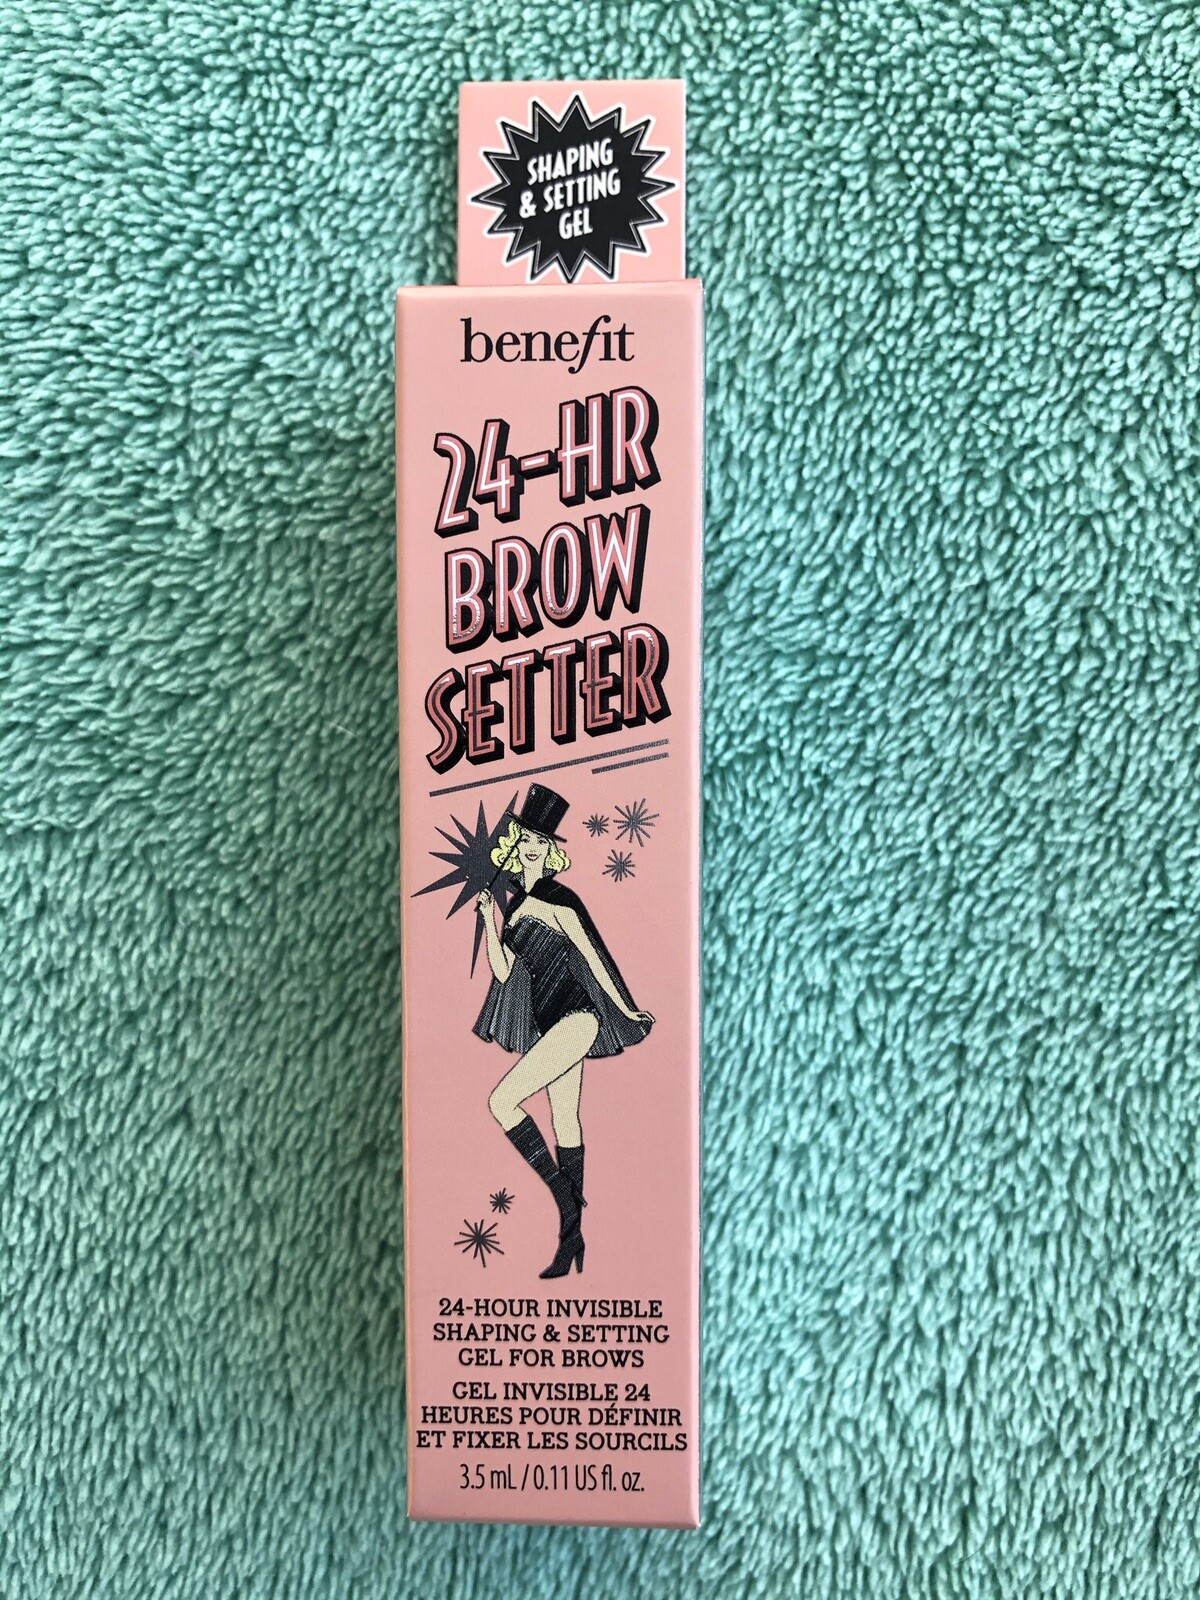 SHAPING
& SETTING
GEL
benefit
24-HR
BROW
SETTER
24-HOUR INVISIBLE
SHAPING & SETTING
GEL FOR BROWS
GEL INVISIBLE 24
HEURES POUR DÉFINIR
ET FIXER LES SOURCILS
3.5 mL / 0.11 US fl. oz.